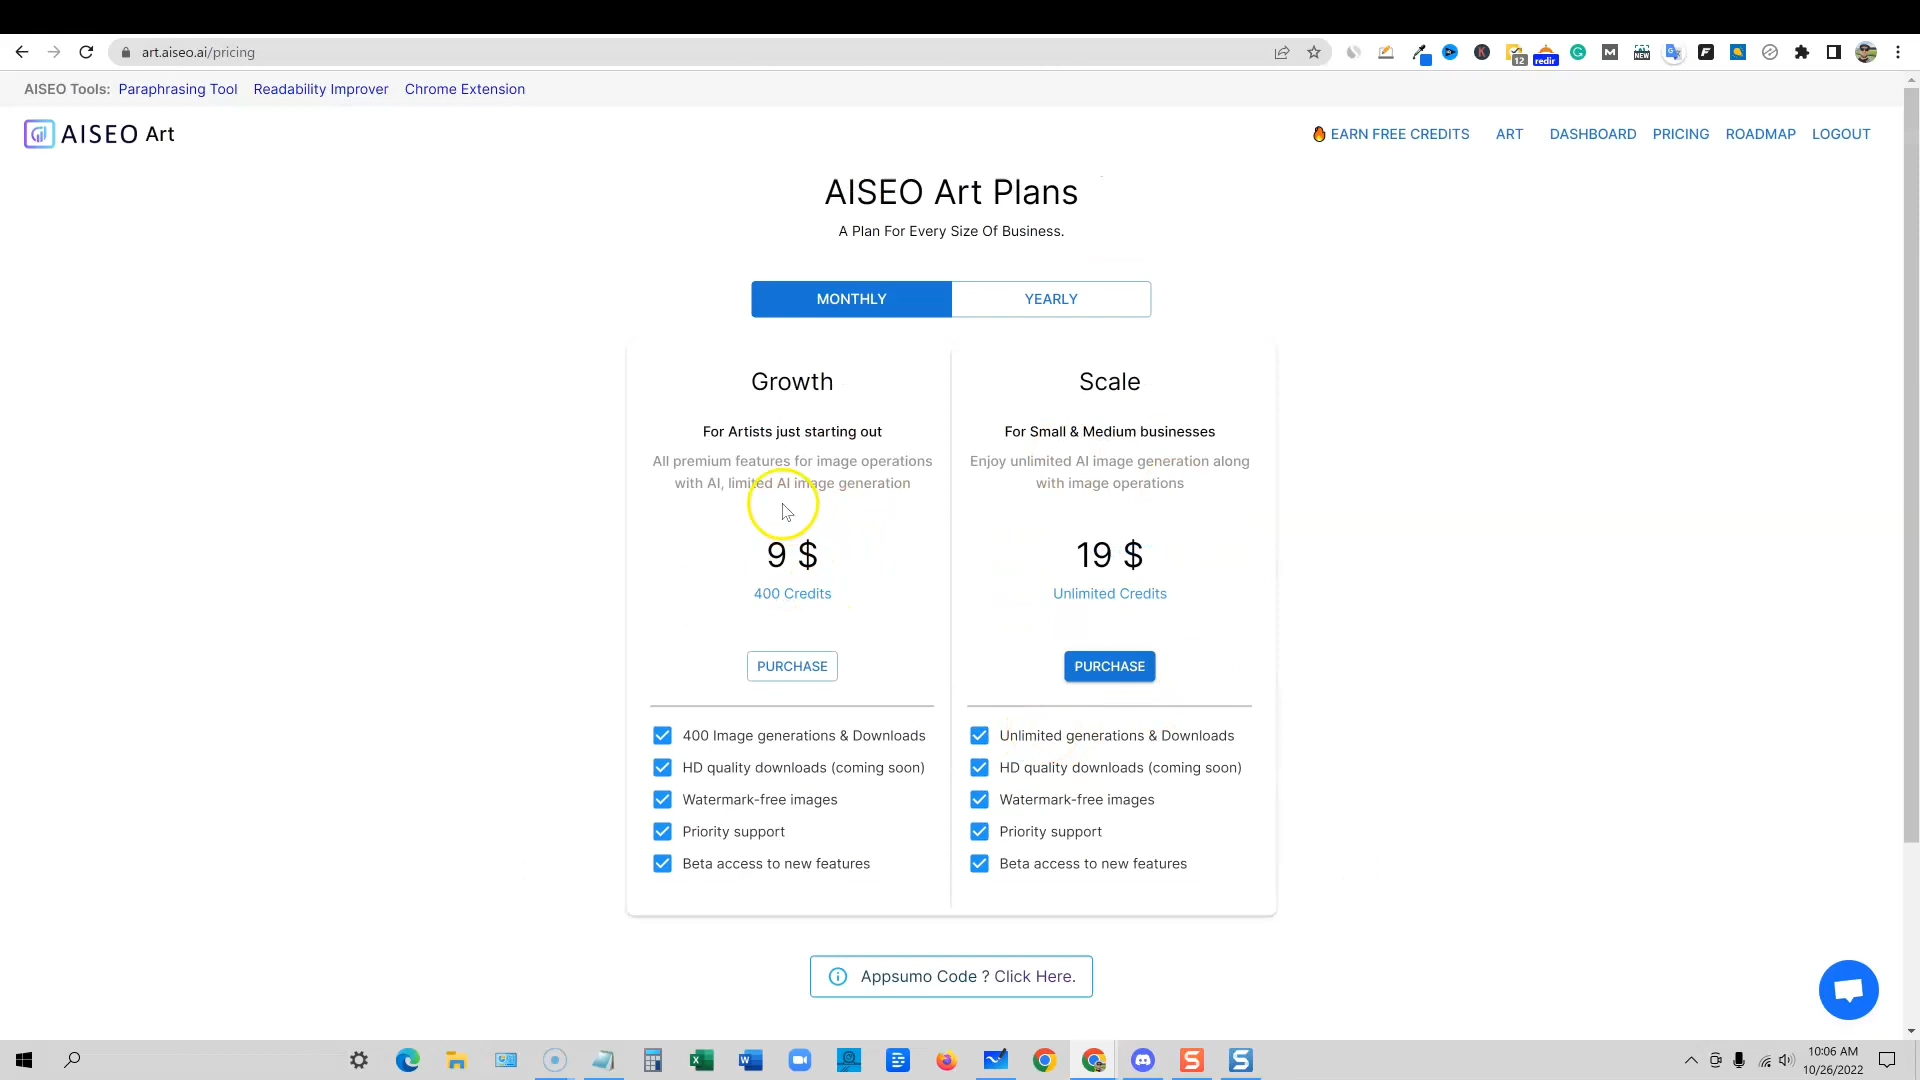 art.aiseo.ai/pricing
12
redir
NEW
AISEO Tools: Paraphrasing Tool Readability Improver Chrome Extension
AISEO Art
🔥 EARN FREE CREDITS ART DASHBOARD PRICING ROADMAP LOGOUT
AISEO Art Plans
A Plan For Every Size Of Business.
MONTHLY YEARLY
Growth
For Artists just starting out
All premium features for image operations
with AI, limited AI image generation
9 $
400 Credits
PURCHASE
400 Image generations & Downloads
HD quality downloads (coming soon)
Watermark-free images
Priority support
Beta access to new features
Scale
For Small & Medium businesses
Enjoy unlimited AI image generation along
with image operations
19 $
Unlimited Credits
PURCHASE
Unlimited generations & Downloads
HD quality downloads (coming soon)
Watermark-free images
Priority support
Beta access to new features
Appsumo Code ? Click Here.
10:06 AM
10/26/2022